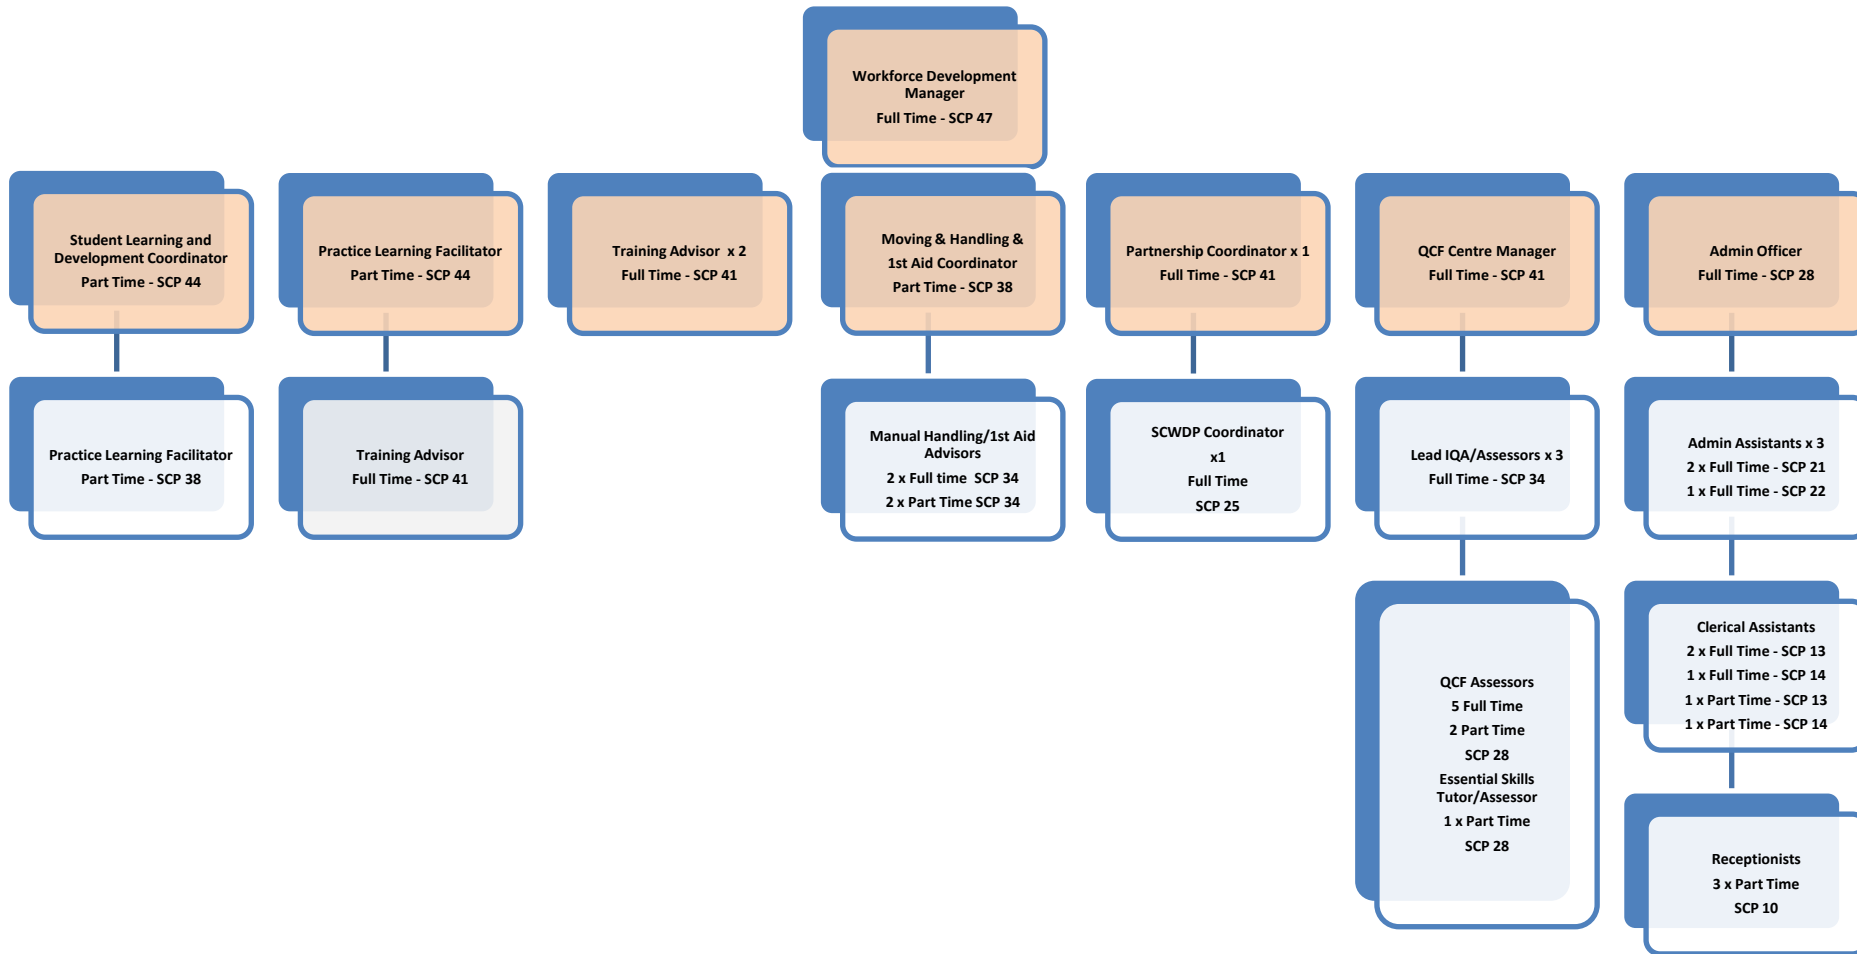 Workforce Development
Manager
Full Time - SCP 47
Student Learning and
Development Coordinator
Part Time - SCP 44
Practice Learning Facilitator
Part Time - SCP 44
Training Advisor x 2
Full Time - SCP 41
Moving & Handling &
1st Aid Coordinator
Part Time - SCP 38
Partnership Coordinator x 1
Full Time - SCP 41
QCF Centre Manager
Full Time - SCP 41
Admin Officer
Full Time - SCP 28
Practice Learning Facilitator
Part Time - SCP 38
Training Advisor
Full Time - SCP 41
Manual Handling/1st Aid
Advisors
2 x Full time SCP 34
2 x Part Time SCP 34
SCWDP Coordinator
x1
Full Time
SCP 25
Lead IQA/Assessors x 3
Full Time - SCP 34
Admin Assistants x 3
2 x Full Time - SCP 21
1 x Full Time - SCP 22
QCF Assessors
5 Full Time
2 Part Time
SCP 28
Essential Skills
Tutor/Assessor
1 x Part Time
SCP 28
Clerical Assistants
2 x Full Time - SCP 13
1 x Full Time - SCP 14
1 x Part Time - SCP 13
1 x Part Time - SCP 14
Receptionists
3 x Part Time
SCP 10